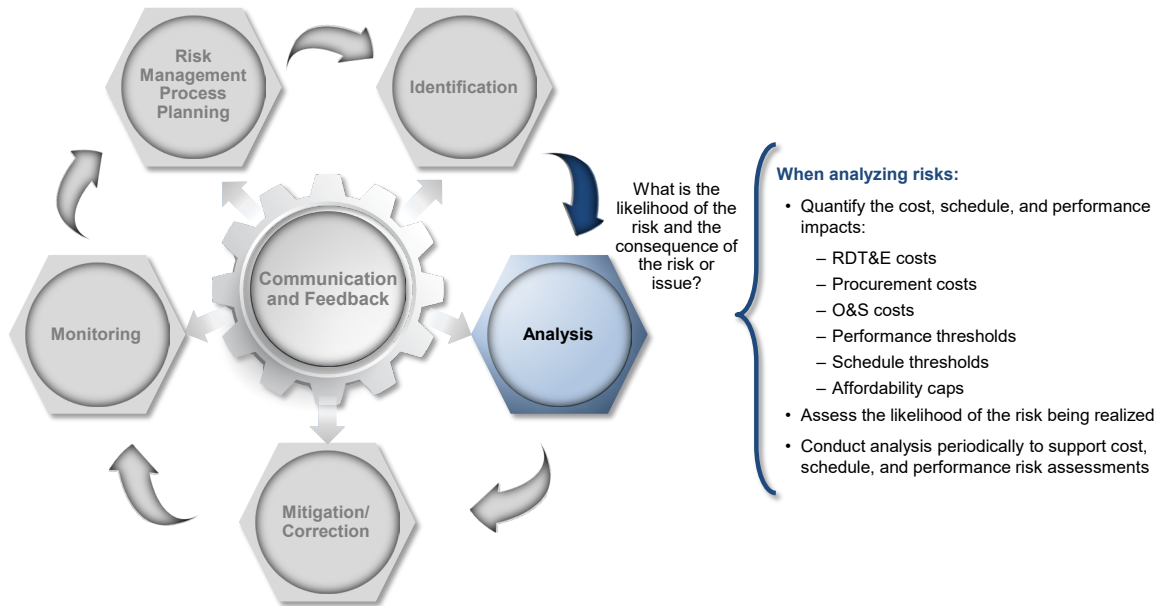 Risk
Management
Process
Planning
Identification
What is the
likelihood of the
risk and the
consequence of
the risk or
issue?
When analyzing risks:
• Quantify the cost, schedule, and performance
impacts:
– RDT&E costs
– Procurement costs
– O&S costs
– Performance thresholds
– Schedule thresholds
– Affordability caps
• Assess the likelihood of the risk being realized
• Conduct analysis periodically to support cost,
schedule, and performance risk assessments
Communication
and Feedback
Monitoring
Analysis
Mitigation/
Correction